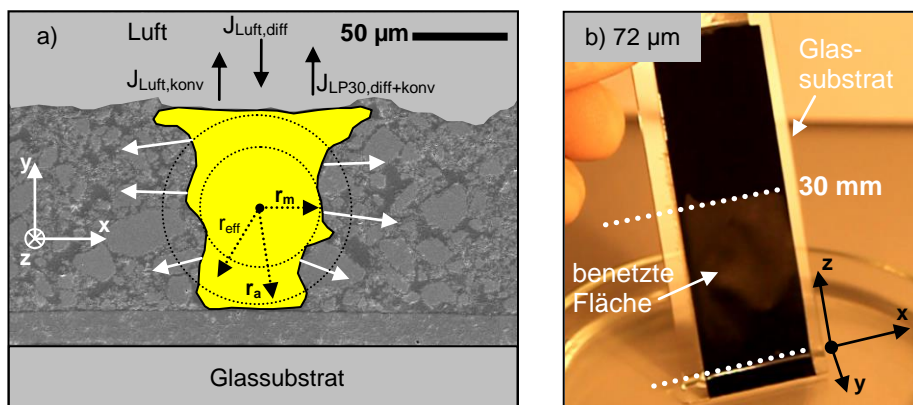 a)
Luft
J_Luft,diff
50 µm
J_Luft,konv
J_LP30,diff+konv
y
x
z
r_m
r_eff
r_a
Glassubstrat
b) 72 µm
Glas-
substrat
30 mm
benetzte
Fläche
z
x
y